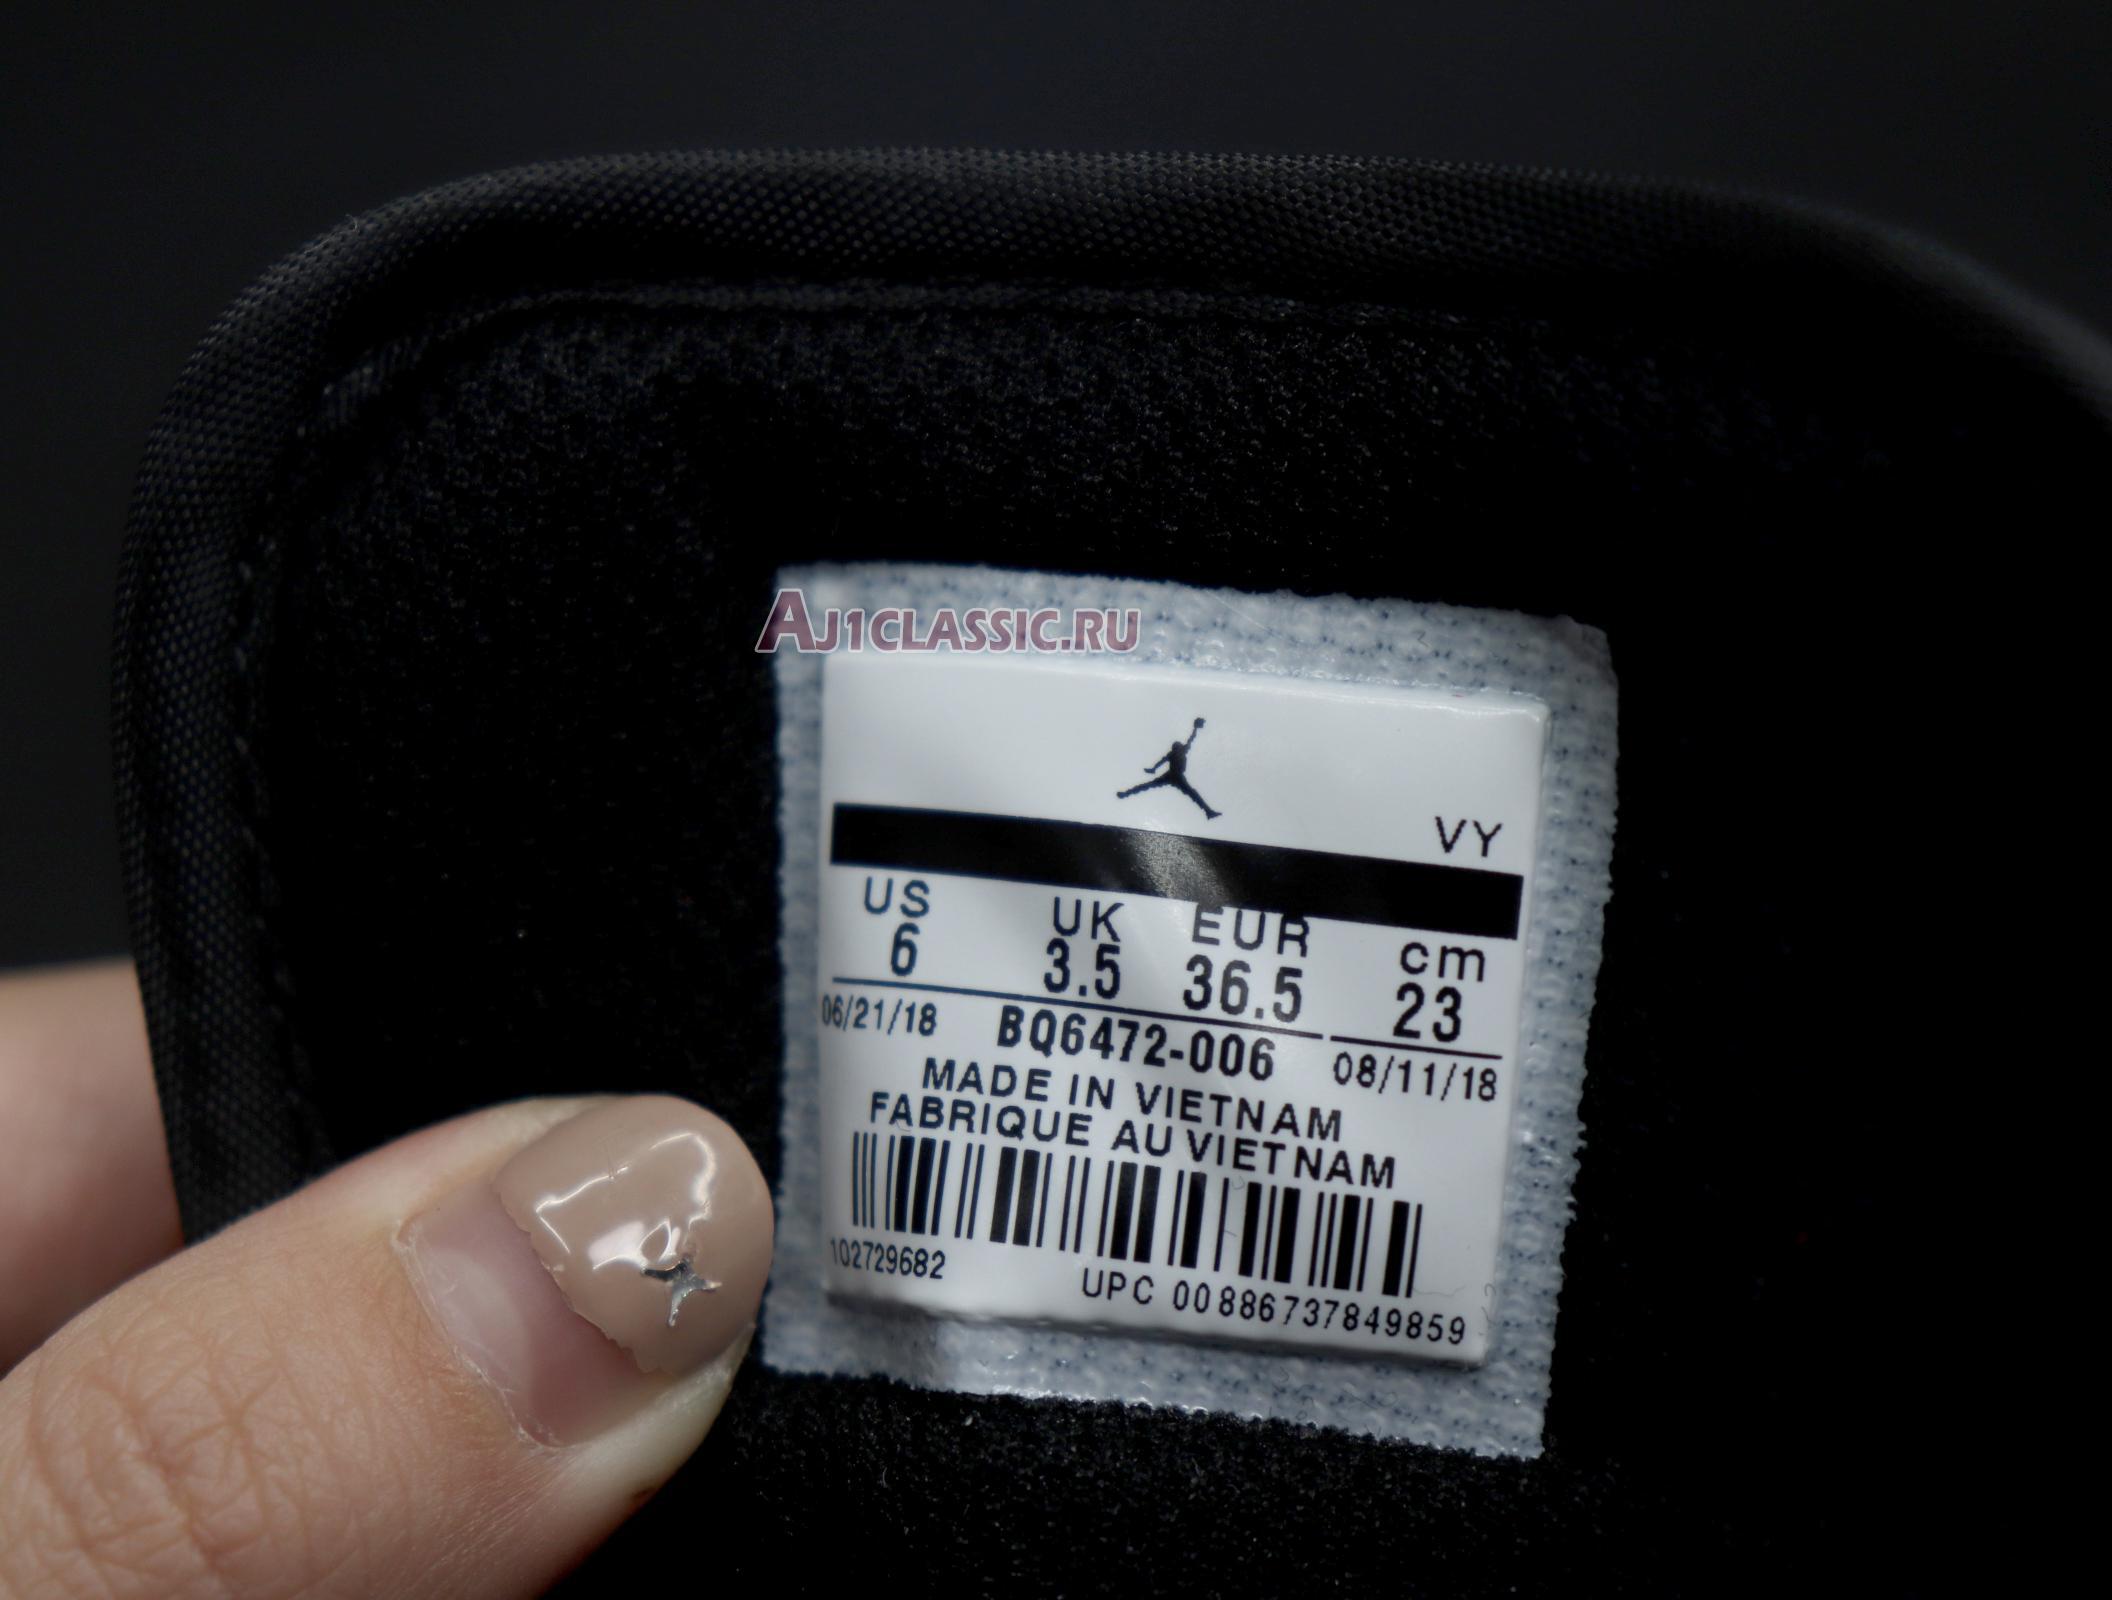 AJ1CLASSIC.RU
VY
US UK EUR cm
6 3.5 36.5 23
06/21/18 BQ6472-006 08/11/18
MADE IN VIETNAM
FABRIQUE AU VIETNAM
102729682
UPC 00886737849859